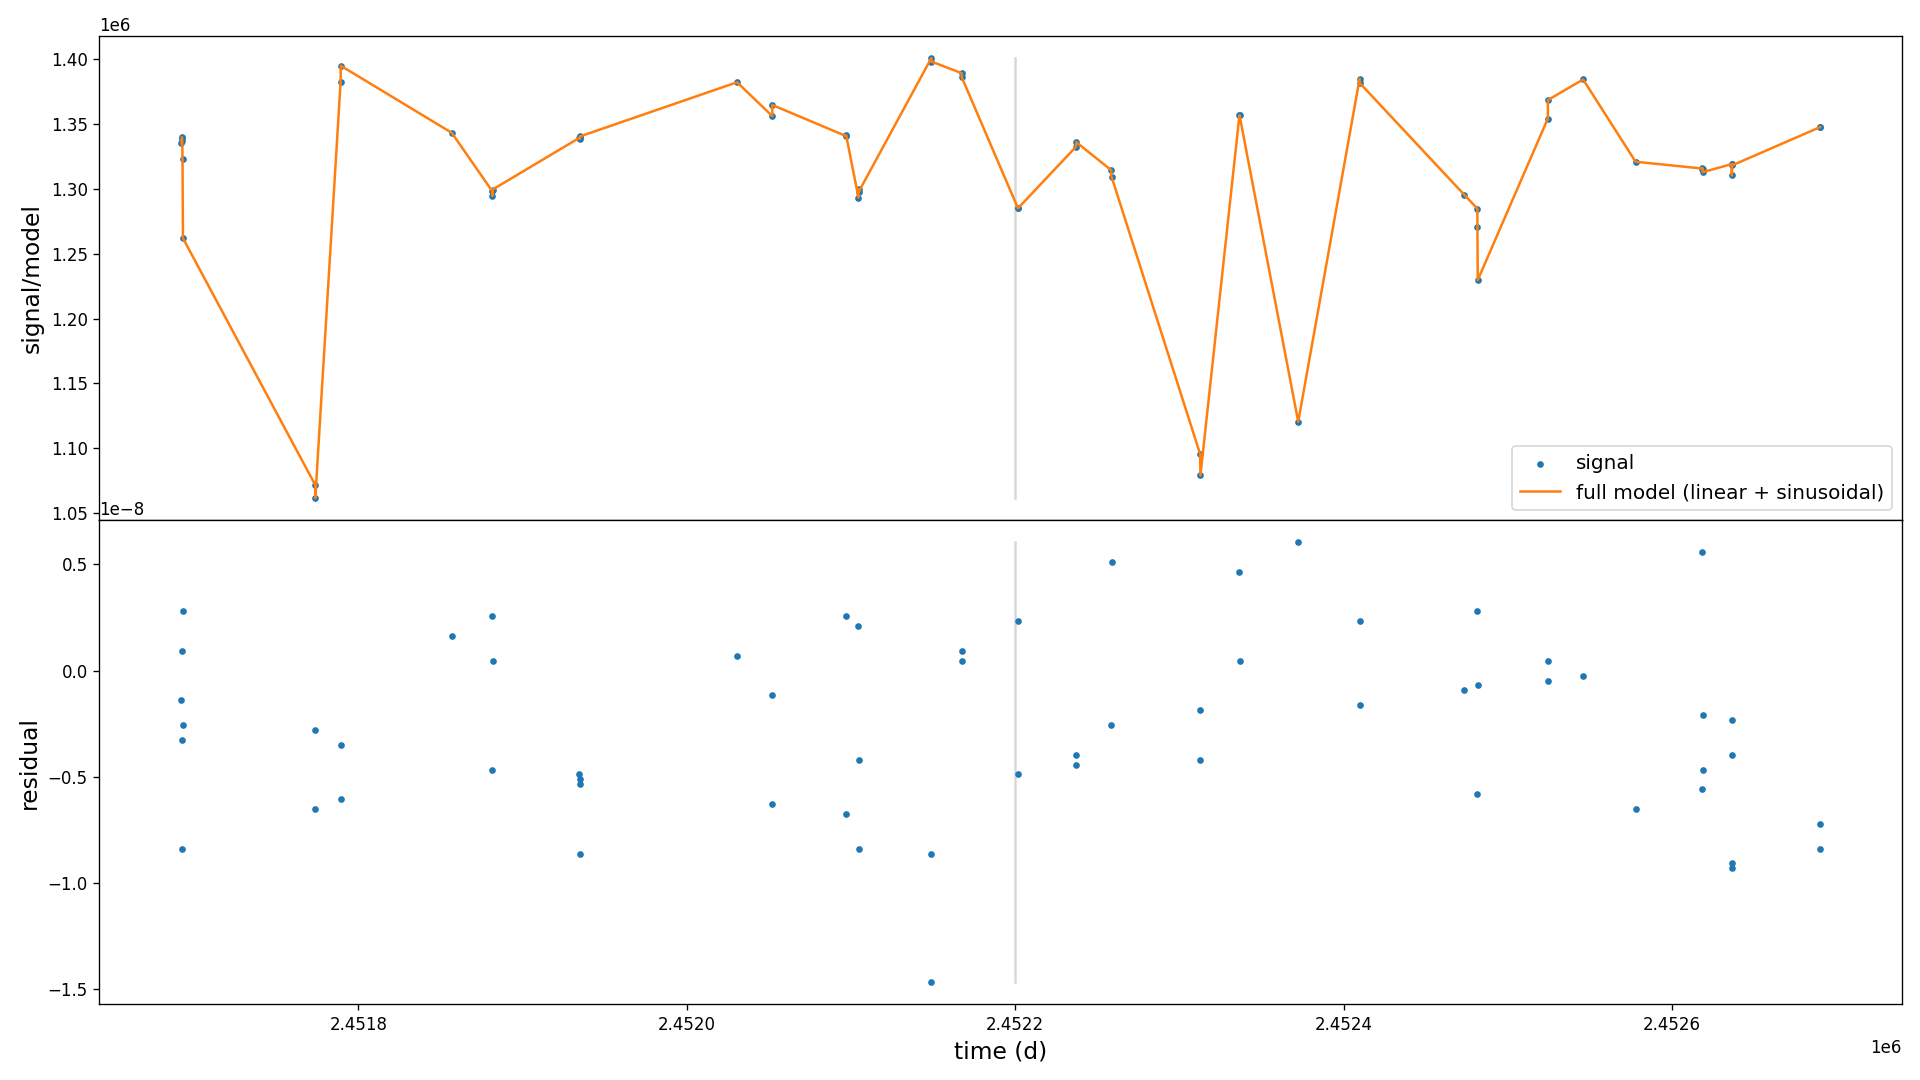 1e6
1.40
1.35
1.30
1.25
1.20
1.15
1.10
1.05
signal/model
signal
full model (linear + sinusoidal)
1e−8
0.5
0.0
−0.5
−1.0
−1.5
residual
2.4518
2.4520
2.4522
2.4524
2.4526
1e6
time (d)